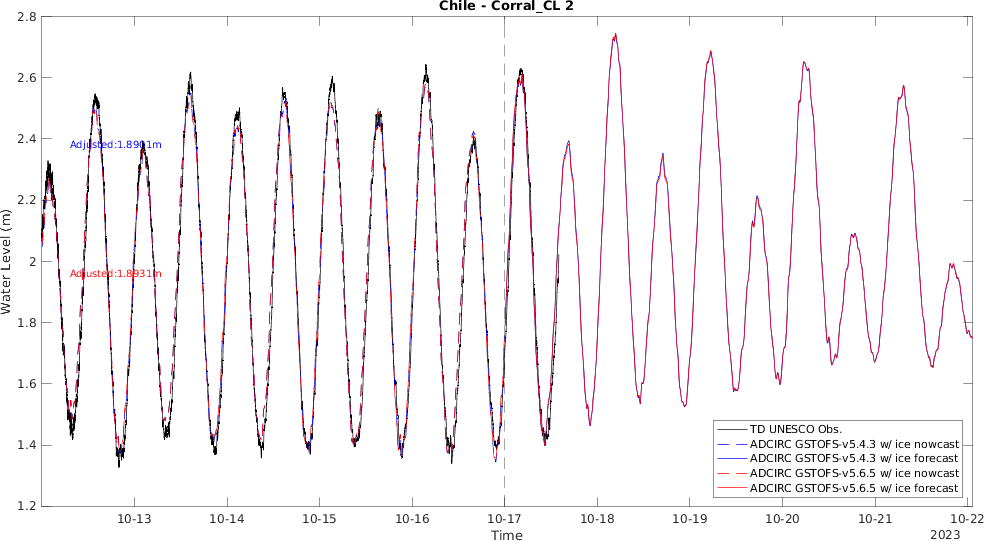 Chile - Corral_CL 2
Water Level (m)
2.8
2.6
2.4
2.2
2
1.8
1.6
1.4
1.2
Adjusted:1.8901m
Adjusted:1.8931m
TD UNESCO Obs.
ADCIRC GSTOFS-v5.4.3 w/ ice nowcast
ADCIRC GSTOFS-v5.4.3 w/ ice forecast
ADCIRC GSTOFS-v5.6.5 w/ ice nowcast
ADCIRC GSTOFS-v5.6.5 w/ ice forecast
10-13 10-14 10-15 10-16 10-17 10-18 10-19 10-20 10-21 10-22
Time
2023